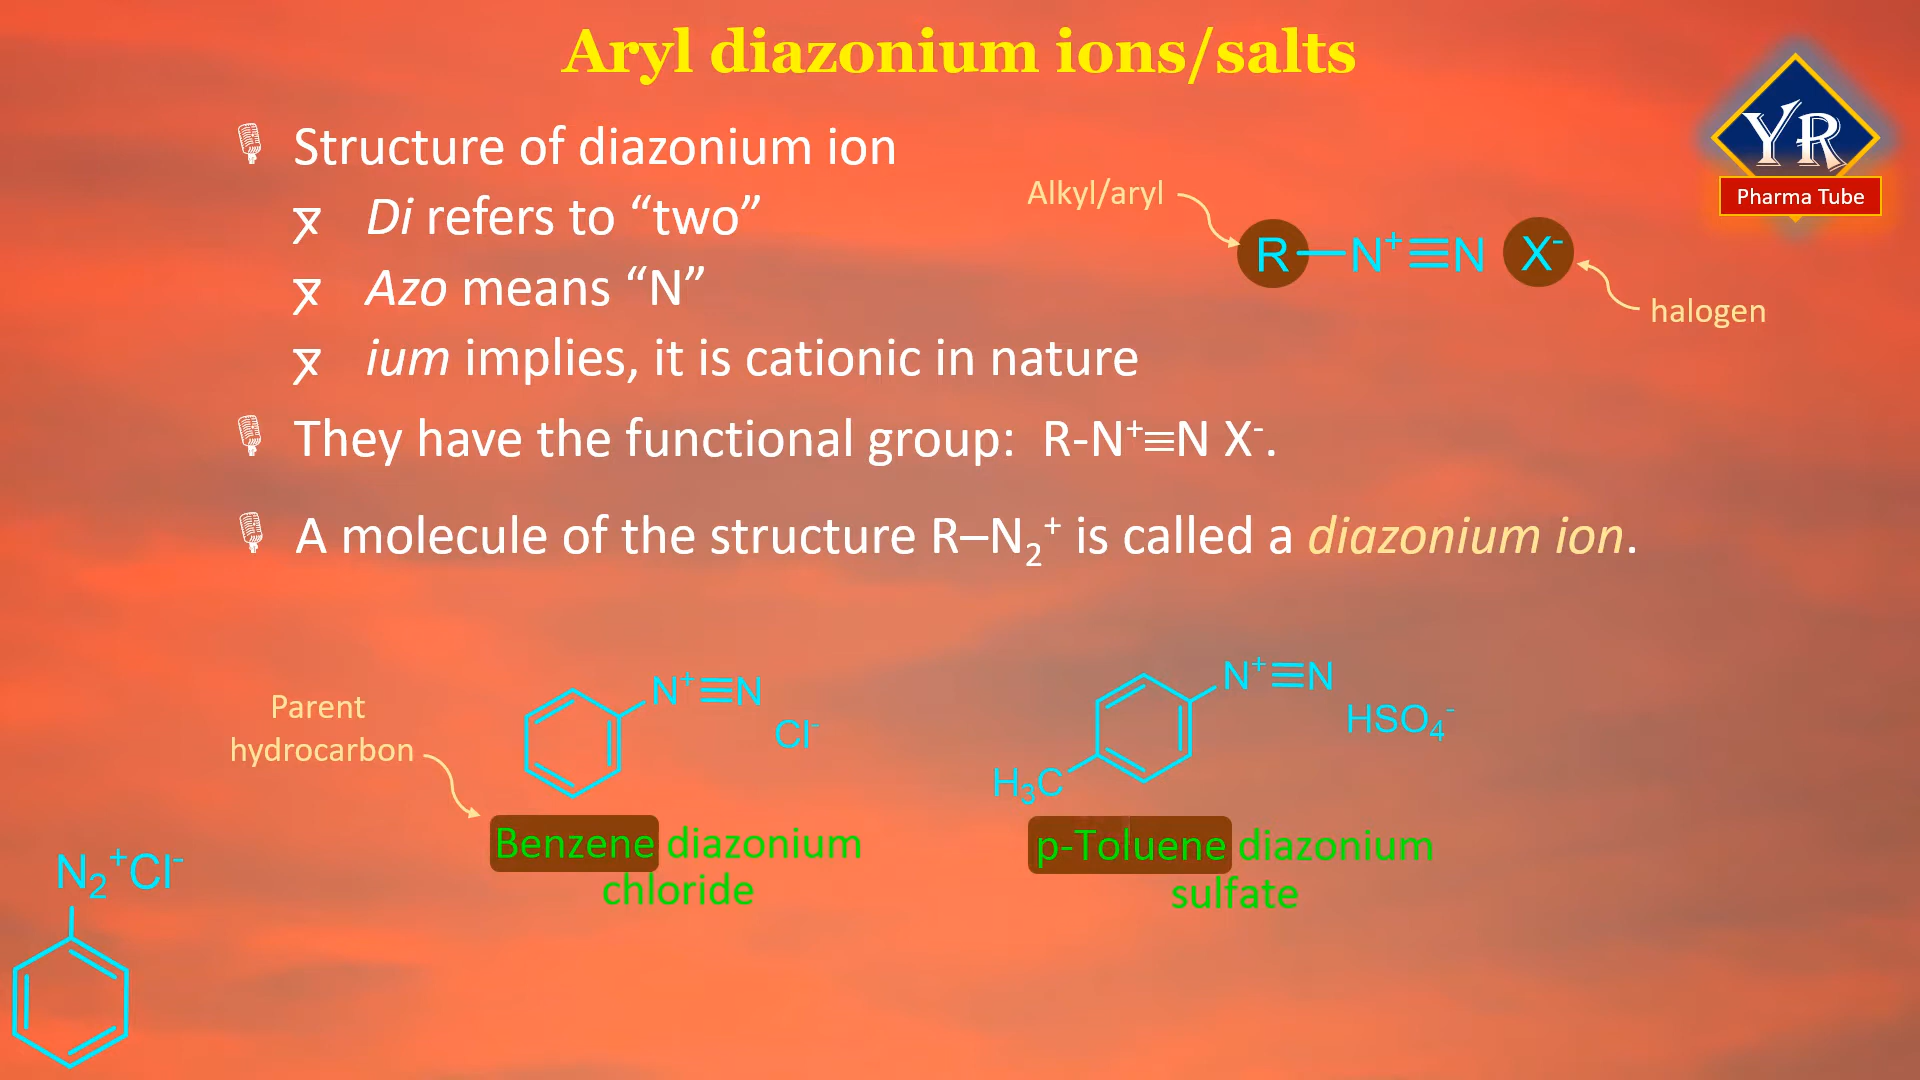 Aryl diazonium ions/salts
YR
Pharma Tube
Structure of diazonium ion
Di refers to “two”
Azo means “N”
ium implies, it is cationic in nature
Alkyl/aryl
R—N⁺≡N X⁻
halogen
They have the functional group: R-N⁺≡N X⁻.
A molecule of the structure R–N₂⁺ is called a diazonium ion.
Parent
hydrocarbon
N⁺≡N
Cl⁻
Benzene diazonium
chloride
N⁺≡N
HSO₄⁻
H₃C
p-Toluene diazonium
sulfate
N₂⁺Cl⁻